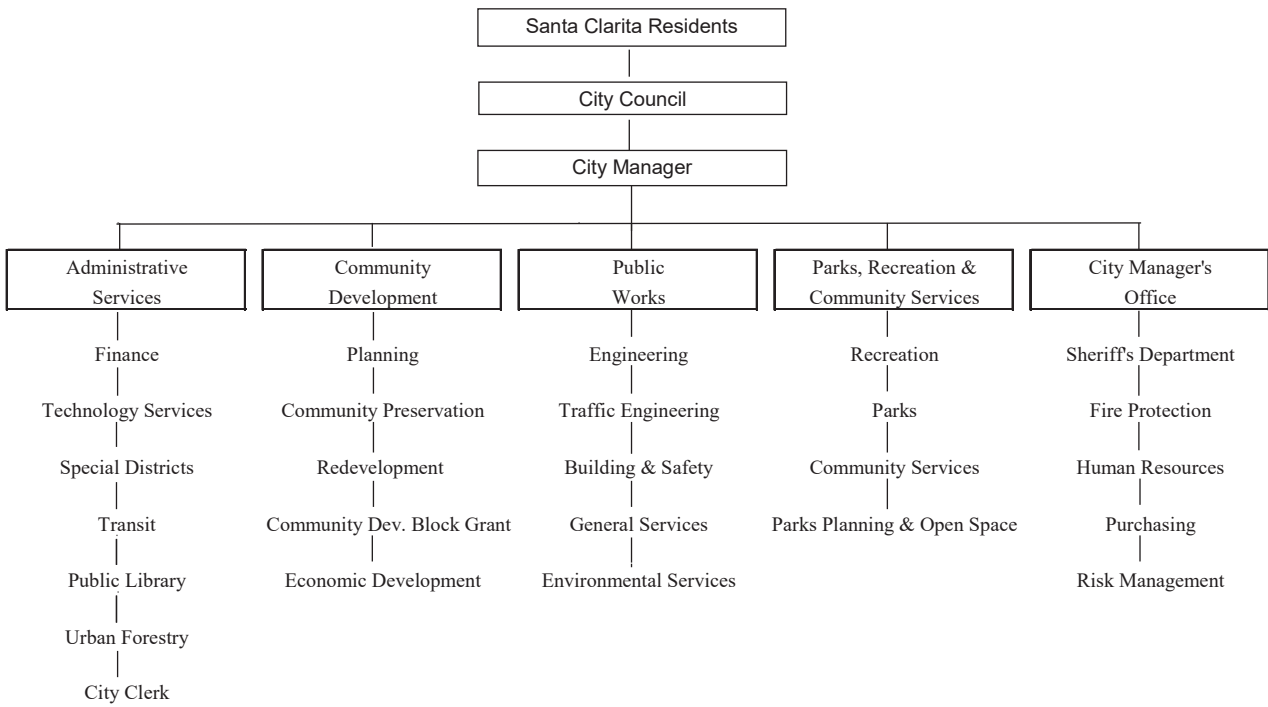 Santa Clarita Residents
City Council
City Manager
Administrative
Services
Finance
Technology Services
Special Districts
Transit
Public Library
Urban Forestry
City Clerk
Community
Development
Planning
Community Preservation
Redevelopment
Community Dev. Block Grant
Economic Development
Public
Works
Engineering
Traffic Engineering
Building & Safety
General Services
Environmental Services
Parks, Recreation &
Community Services
Recreation
Parks
Community Services
Parks Planning & Open Space
City Manager's
Office
Sheriff's Department
Fire Protection
Human Resources
Purchasing
Risk Management